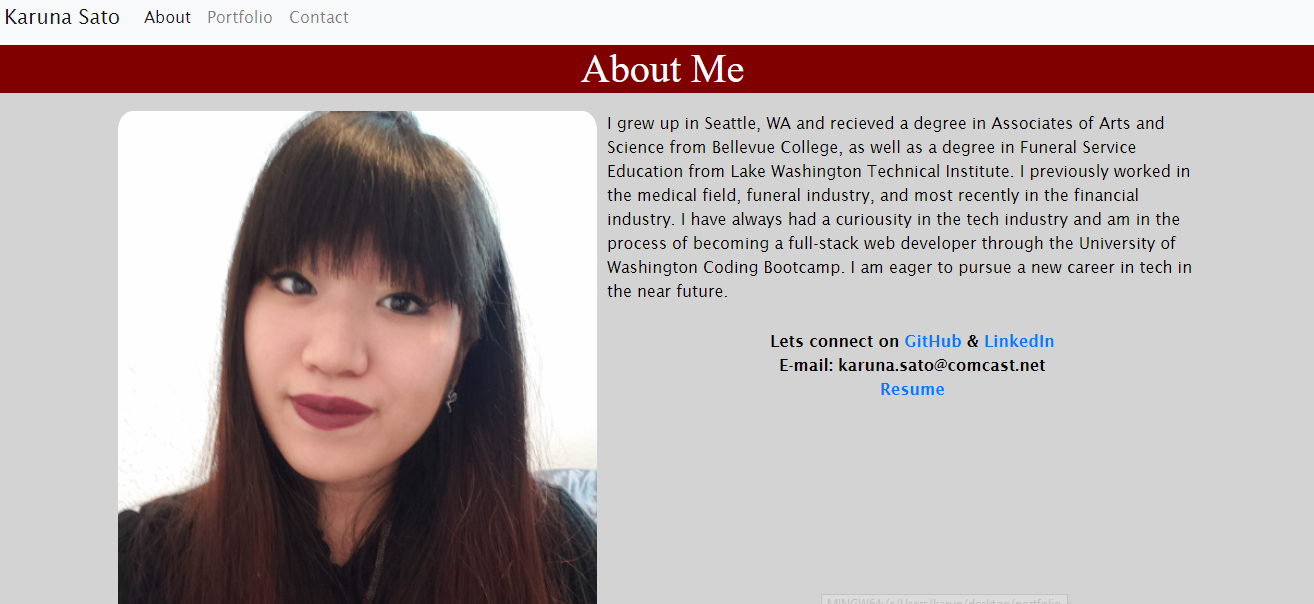 Karuna Sato About Portfolio Contact
About Me
I grew up in Seattle, WA and recieved a degree in Associates of Arts and
Science from Bellevue College, as well as a degree in Funeral Service
Education from Lake Washington Technical Institute. I previously worked in
the medical field, funeral industry, and most recently in the financial
industry. I have always had a curiousity in the tech industry and am in the
process of becoming a full-stack web developer through the University of
Washington Coding Bootcamp. I am eager to pursue a new career in tech in
the near future.
Lets connect on GitHub & LinkedIn
E-mail: karuna.sato@comcast.net
Resume